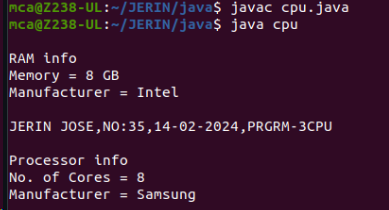 mca@Z238-UL:~/JERIN/java$ javac cpu.java
mca@Z238-UL:~/JERIN/java$ java cpu
RAM info
Memory = 8 GB
Manufacturer = Intel
JERIN JOSE,NO:35,14-02-2024,PRGRM-3CPU
Processor info
No. of Cores = 8
Manufacturer = Samsung